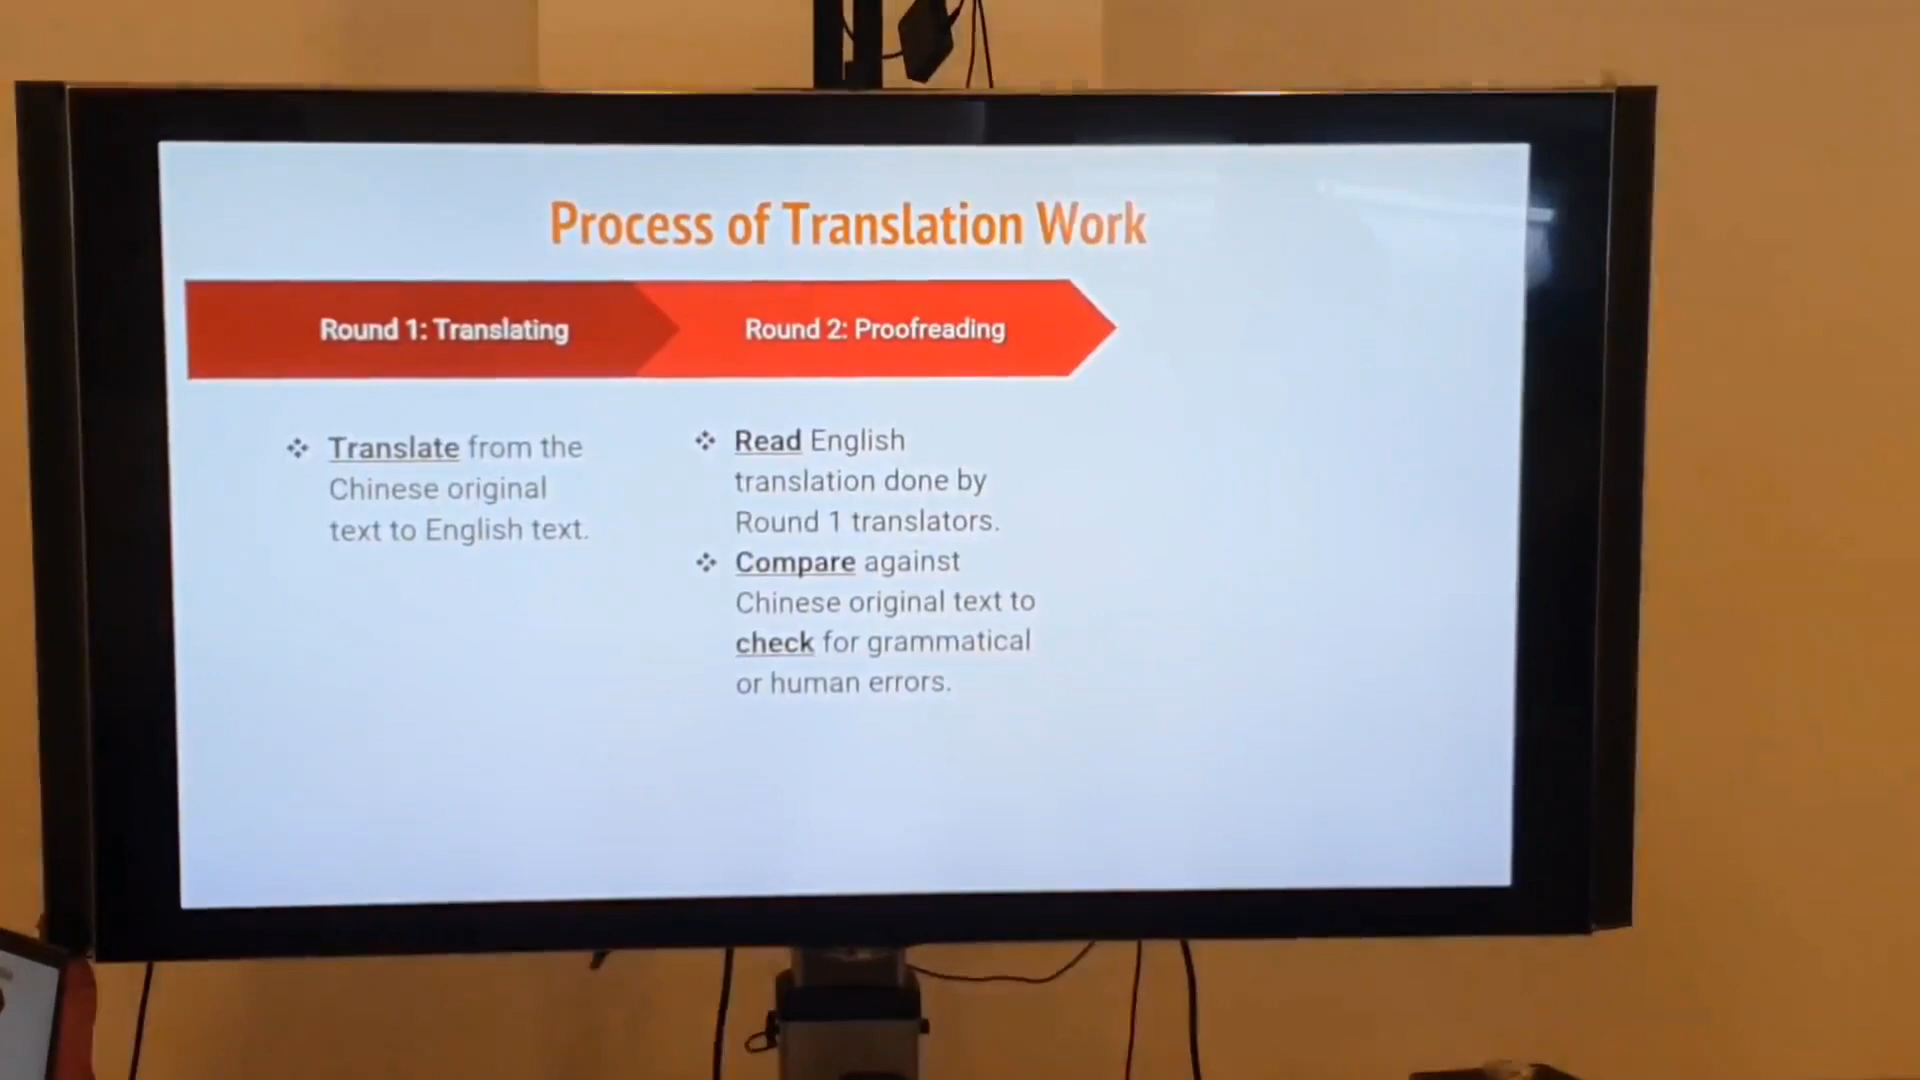 Process of Translation Work
Round 1: Translating
Round 2: Proofreading
❖ Translate from the
Chinese original
text to English text.
❖ Read English
translation done by
Round 1 translators.
❖ Compare against
Chinese original text to
check for grammatical
or human errors.